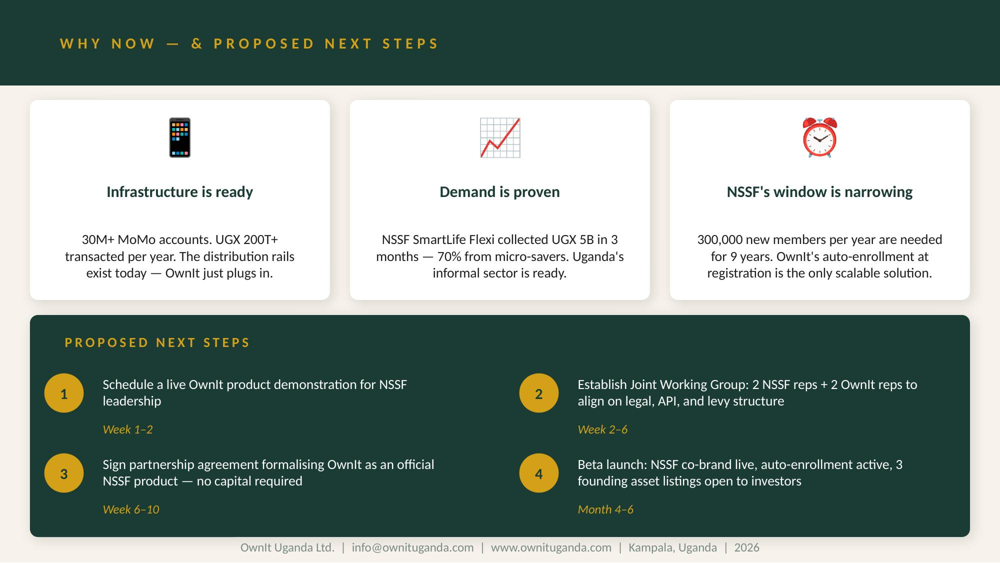 WHY NOW — & PROPOSED NEXT STEPS
Infrastructure is ready
30M+ MoMo accounts. UGX 200T+
transacted per year. The distribution rails
exist today — OwnIt just plugs in.
Demand is proven
NSSF SmartLife Flexi collected UGX 5B in 3
months — 70% from micro-savers. Uganda's
informal sector is ready.
NSSF's window is narrowing
300,000 new members per year are needed
for 9 years. OwnIt's auto-enrollment at
registration is the only scalable solution.
PROPOSED NEXT STEPS
1
Schedule a live OwnIt product demonstration for NSSF
leadership
Week 1–2
2
Establish Joint Working Group: 2 NSSF reps + 2 OwnIt reps to
align on legal, API, and levy structure
Week 2–6
3
Sign partnership agreement formalising OwnIt as an official
NSSF product — no capital required
Week 6–10
4
Beta launch: NSSF co-brand live, auto-enrollment active, 3
founding asset listings open to investors
Month 4–6
OwnIt Uganda Ltd. | info@ownituganda.com | www.ownituganda.com | Kampala, Uganda | 2026